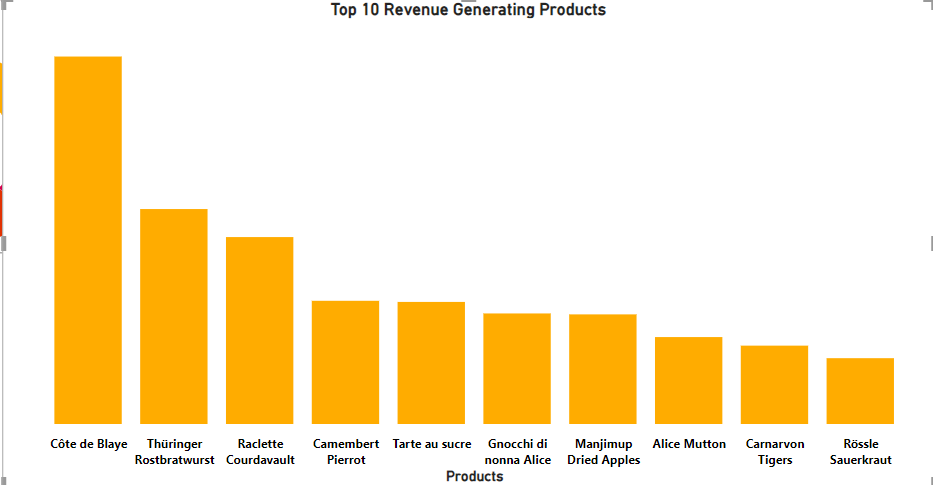 Top 10 Revenue Generating Products
Côte de Blaye Thüringer Raclette Camembert Tarte au sucre Gnocchi di Manjimup Alice Mutton Carnarvon Rössle
Rostbratwurst Courdavault Pierrot nonna Alice Dried Apples Tigers Sauerkraut
Products